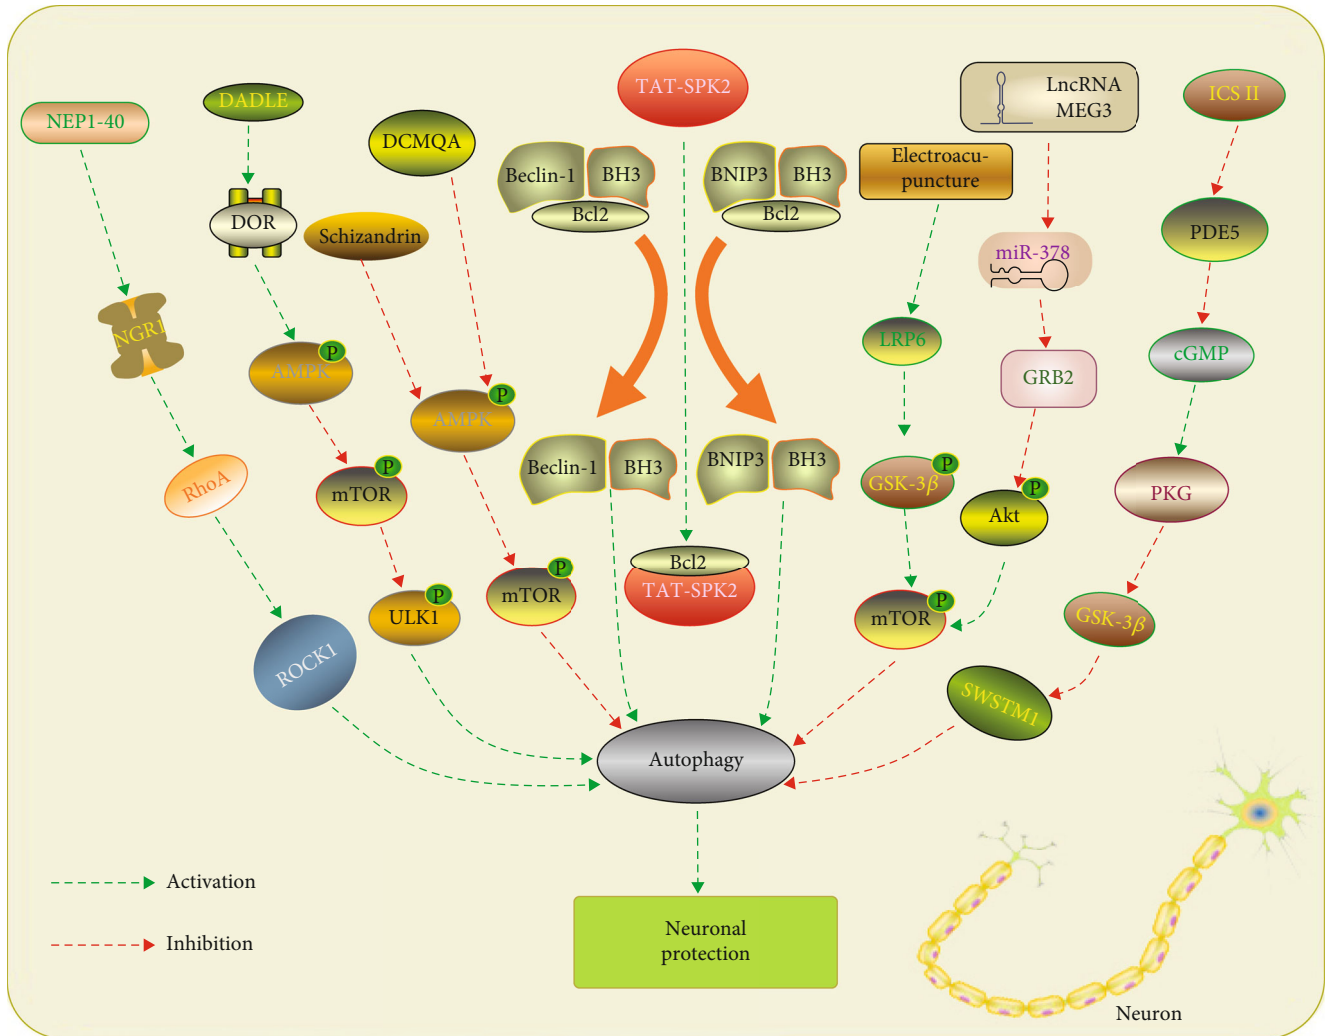 TAT-SPK2
LncRNA
MEG3
ICS II
DADLE
NEP1-40
DCMQA
Beclin-1
BH3
Bcl2
BNIP3
BH3
Bcl2
Electroacu-
puncture
DOR
Schizandrin
miR-378
PDE5
NGR1
P
AMPK
LRP6
cGMP
GRB2
P
AMPK
RhoA
P
mTOR
Beclin-1
BH3
BNIP3
BH3
P
GSK-3β
P
Akt
PKG
Bcl2
TAT-SPK2
P
mTOR
P
ULK1
P
mTOR
GSK-3β
ROCK1
SWSTM1
Autophagy
Activation
Inhibition
Neuronal
protection
Neuron